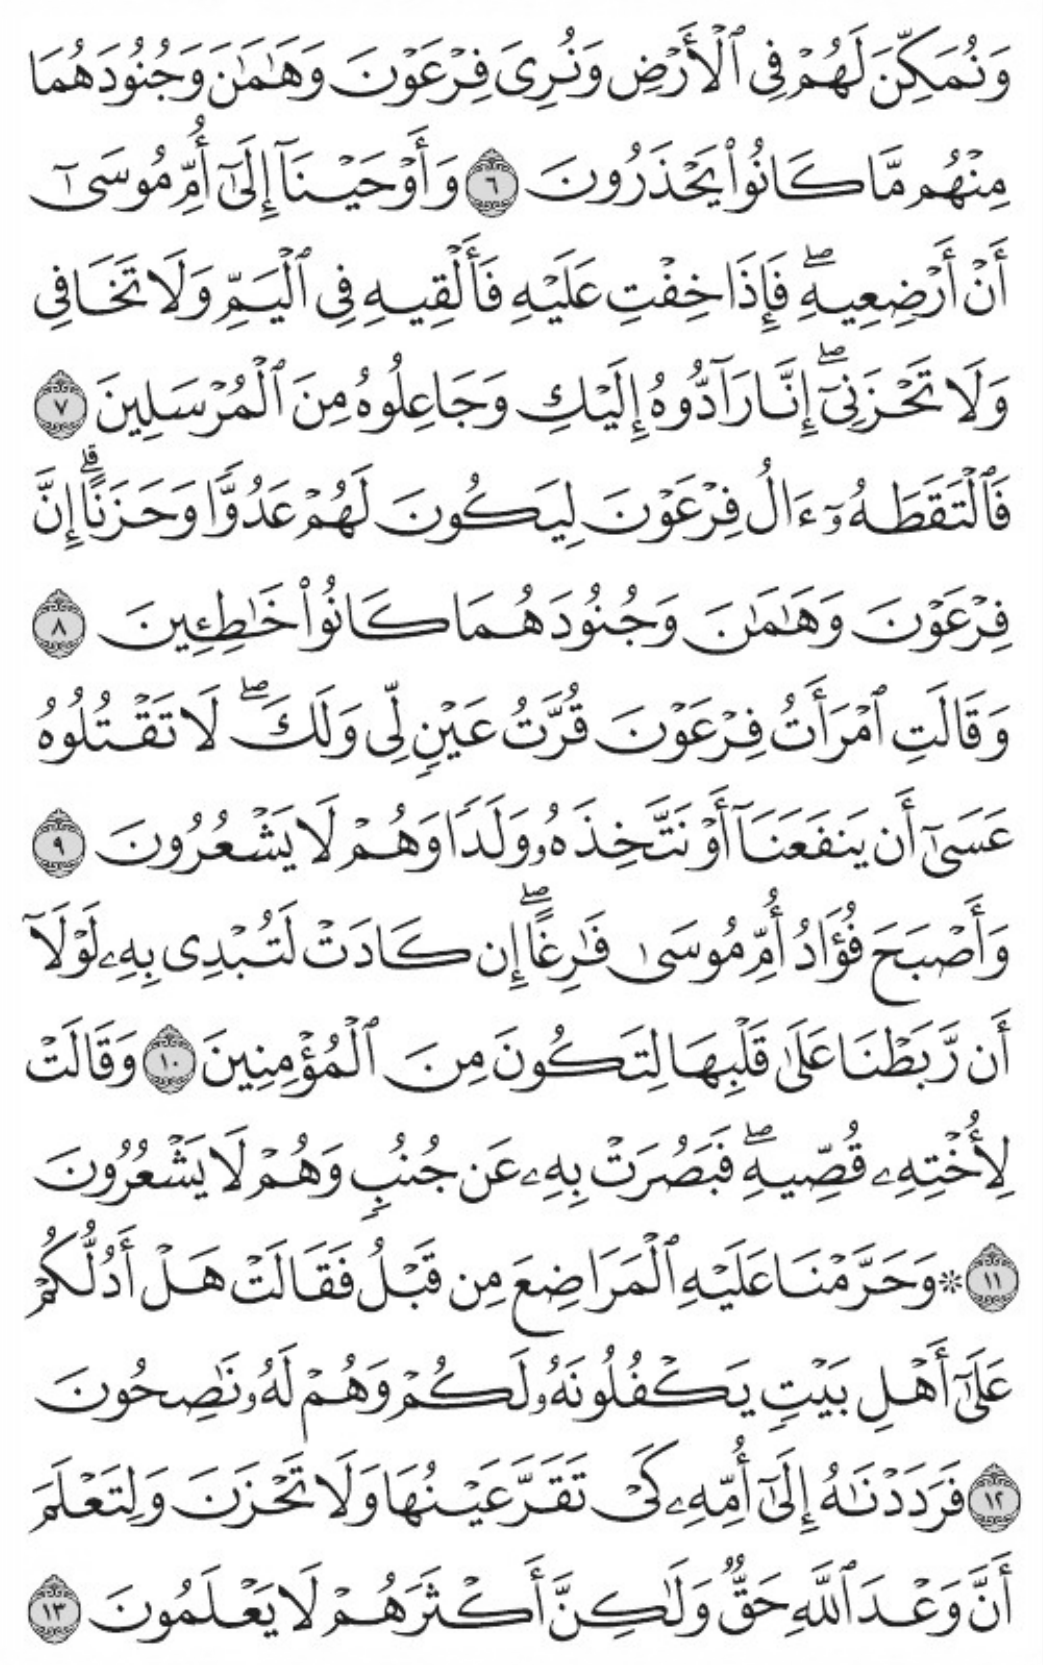 وَنُمَكِّنَ لَهُمْ فِي ٱلْأَرْضِ وَنُرِيَ فِرْعَوْنَ وَهَـٰمَـٰنَ وَجُنُودَهُمَا
مِنْهُم مَّا كَانُوا۟ يَحْذَرُونَ ٦ وَأَوْحَيْنَآ إِلَىٰٓ أُمِّ مُوسَىٰٓ
أَنْ أَرْضِعِيهِ ۖ فَإِذَا خِفْتِ عَلَيْهِ فَأَلْقِيهِ فِي ٱلْيَمِّ وَلَا تَخَافِي
وَلَا تَحْزَنِيٓ ۖ إِنَّا رَآدُّوهُ إِلَيْكِ وَجَاعِلُوهُ مِنَ ٱلْمُرْسَلِينَ ٧
فَٱلْتَقَطَهُۥٓ ءَالُ فِرْعَوْنَ لِيَكُونَ لَهُمْ عَدُوًّا وَحَزَنًا ۗ إِنَّ
فِرْعَوْنَ وَهَـٰمَـٰنَ وَجُنُودَهُمَا كَانُوا۟ خَـٰطِـِٔينَ ٨
وَقَالَتِ ٱمْرَأَتُ فِرْعَوْنَ قُرَّتُ عَيْنٍ لِّي وَلَكَ ۖ لَا تَقْتُلُوهُ
عَسَىٰٓ أَن يَنفَعَنَآ أَوْ نَتَّخِذَهُۥ وَلَدًا وَهُمْ لَا يَشْعُرُونَ ٩
وَأَصْبَحَ فُؤَادُ أُمِّ مُوسَىٰ فَـٰرِغًا ۖ إِن كَادَتْ لَتُبْدِي بِهِۦ لَوْلَآ
أَن رَّبَطْنَا عَلَىٰ قَلْبِهَا لِتَكُونَ مِنَ ٱلْمُؤْمِنِينَ ١٠ وَقَالَتْ
لِأُخْتِهِۦ قُصِّيهِ ۖ فَبَصُرَتْ بِهِۦ عَن جُنُبٍ وَهُمْ لَا يَشْعُرُونَ
١١ ۞ وَحَرَّمْنَا عَلَيْهِ ٱلْمَرَاضِعَ مِن قَبْلُ فَقَالَتْ هَلْ أَدُلُّكُمْ
عَلَىٰٓ أَهْلِ بَيْتٍ يَكْفُلُونَهُۥ لَكُمْ وَهُمْ لَهُۥ نَـٰصِحُونَ
١٢ فَرَدَدْنَـٰهُ إِلَىٰٓ أُمِّهِۦ كَيْ تَقَرَّ عَيْنُهَا وَلَا تَحْزَنَ وَلِتَعْلَمَ
أَنَّ وَعْدَ ٱللَّهِ حَقٌّ وَلَـٰكِنَّ أَكْثَرَهُمْ لَا يَعْلَمُونَ ١٣